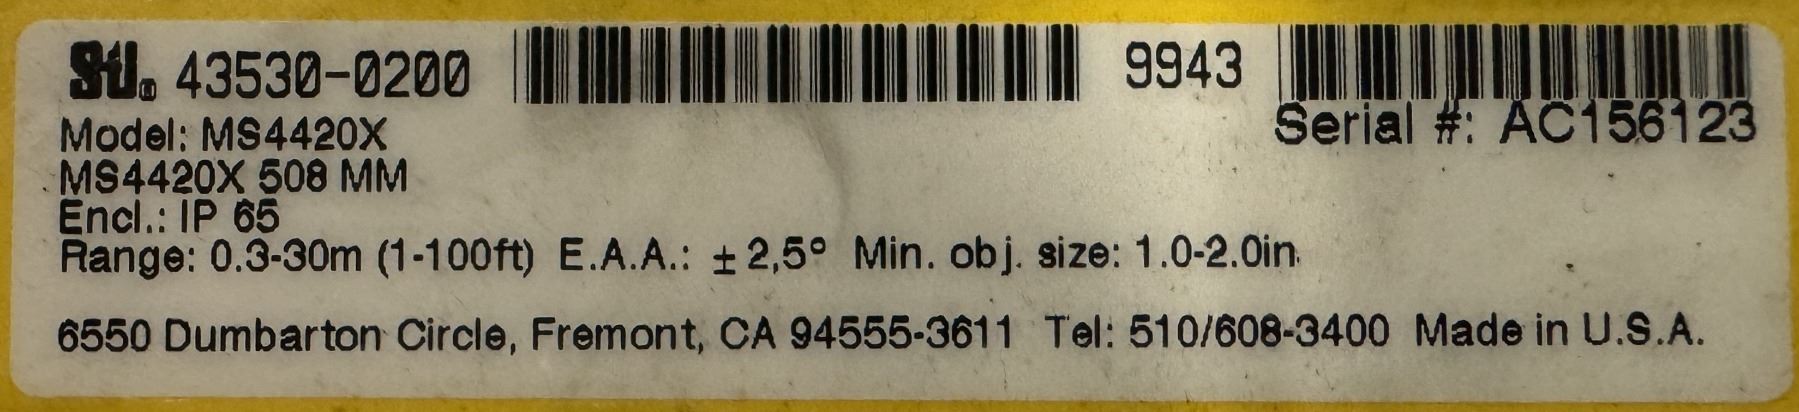 STI. 43530-0200 9943
Serial #: AC156123
Model: MS4420X
MS4420X 508 MM
Encl.: IP 65
Range: 0.3-30m (1-100ft) E.A.A.: ± 2,5° Min. obj. size: 1.0-2.0in
6550 Dumbarton Circle, Fremont, CA 94555-3611 Tel: 510/608-3400 Made in U.S.A.